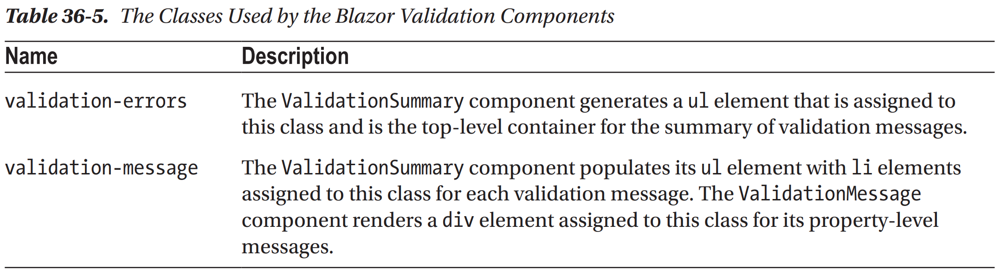 Table 36-5. The Classes Used by the Blazor Validation Components
Name Description
validation-errors The ValidationSummary component generates a ul element that is assigned to
this class and is the top-level container for the summary of validation messages.
validation-message The ValidationSummary component populates its ul element with li elements
assigned to this class for each validation message. The ValidationMessage
component renders a div element assigned to this class for its property-level
messages.